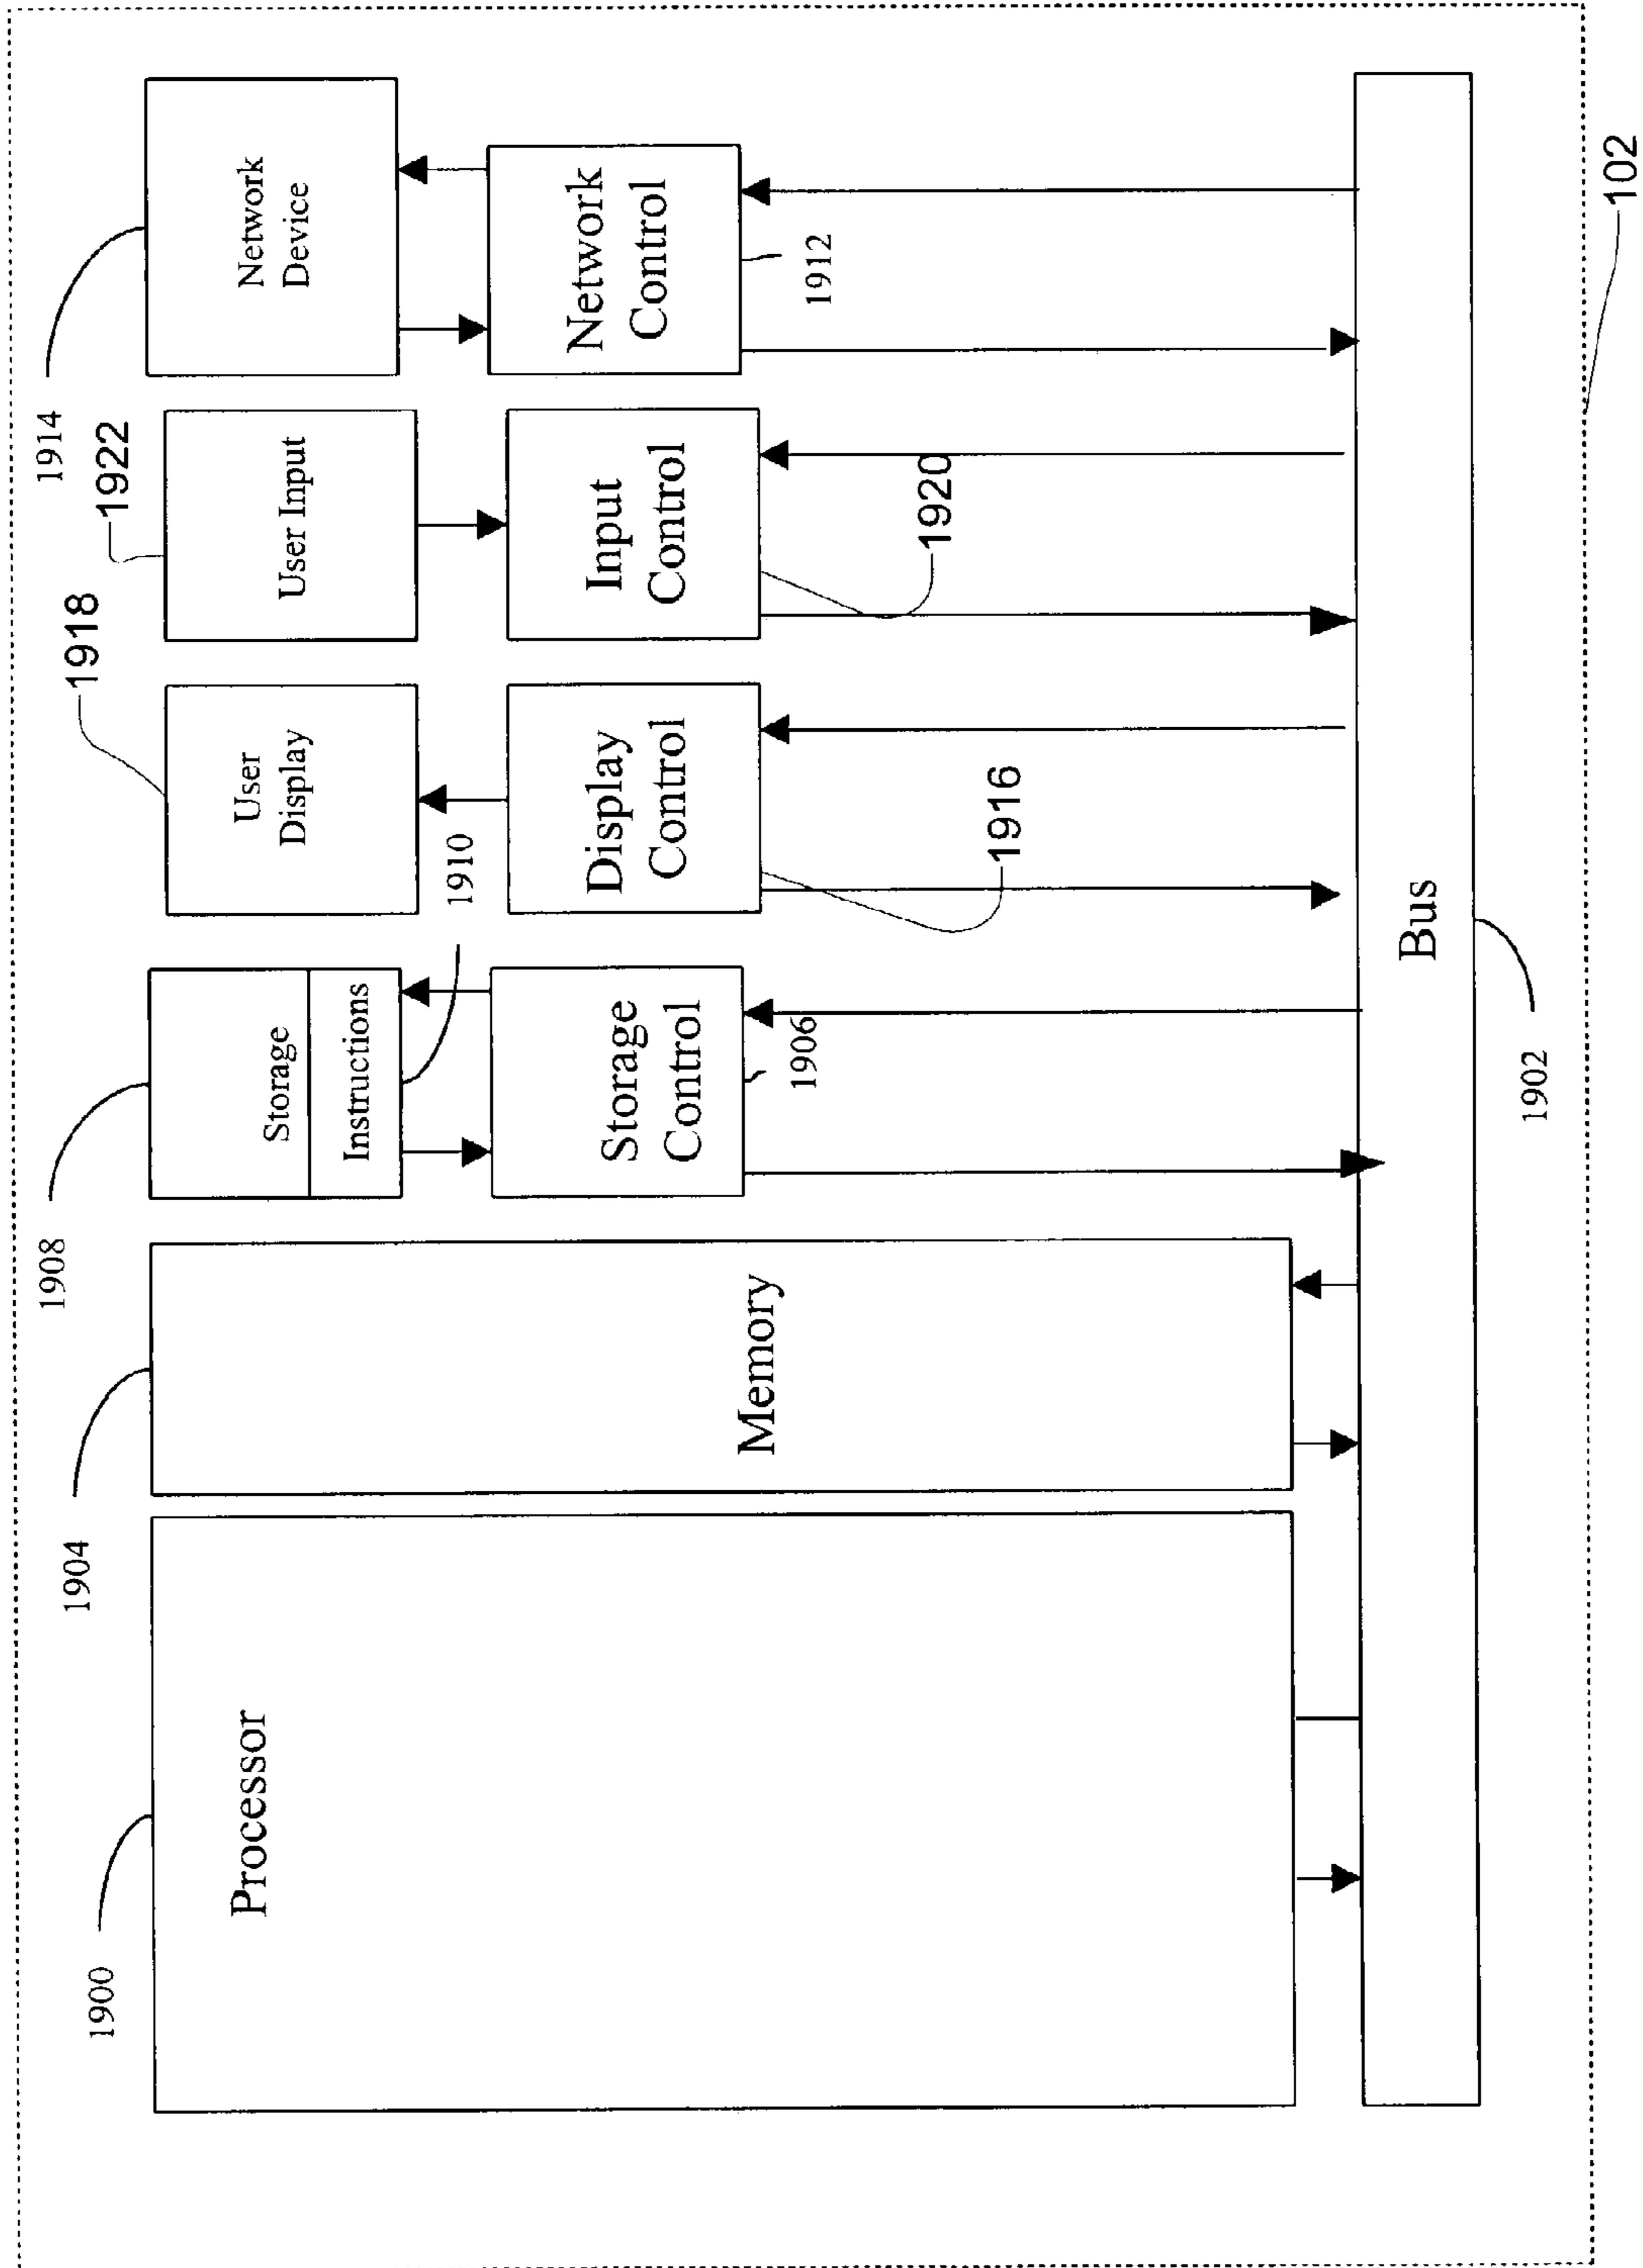 1900
Processor
1904
Memory
1908
Storage
Instructions
1910
Storage
Control
1906
1918
User
Display
Display
Control
1916
1922
User Input
Input
Control
1920
1914
Network
Device
Network
Control
1912
Bus
1902
102